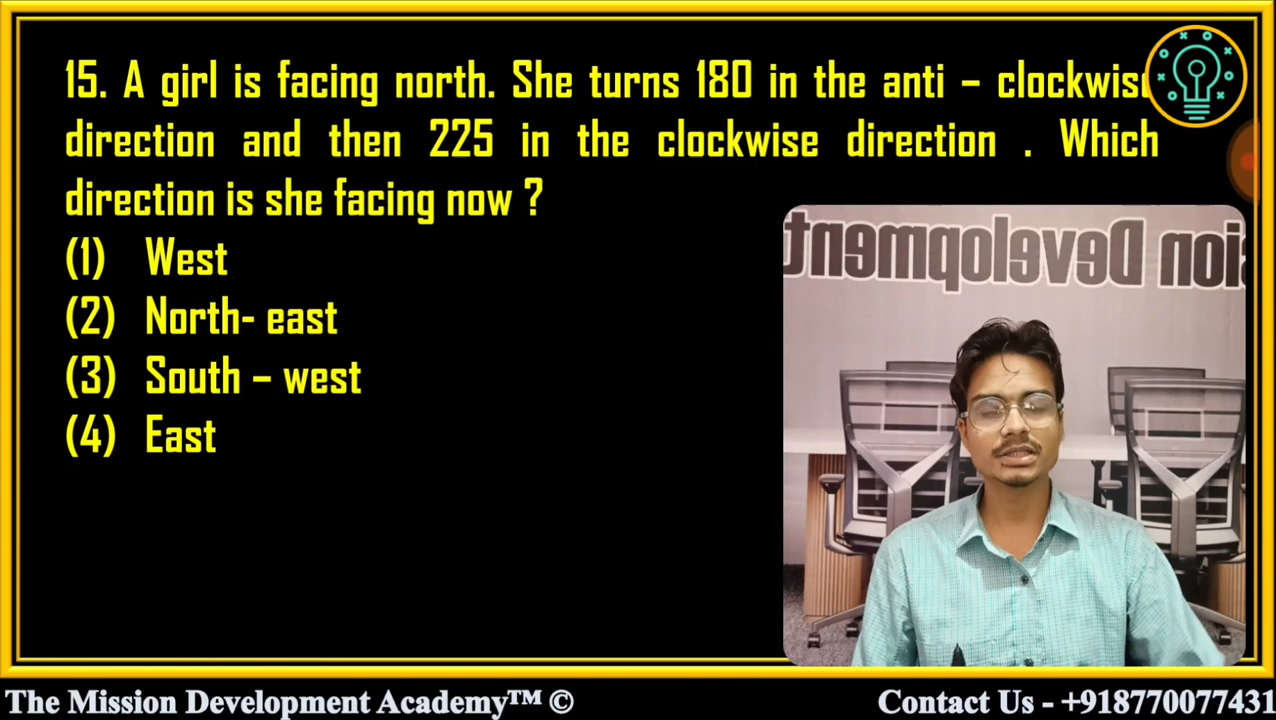 15. A girl is facing north. She turns 180 in the anti – clockwise
direction and then 225 in the clockwise direction . Which
direction is she facing now ?
(1) West
(2) North- east
(3) South – west
(4) East
ion Development
The Mission Development Academy™ ©
Contact Us - +918770077431